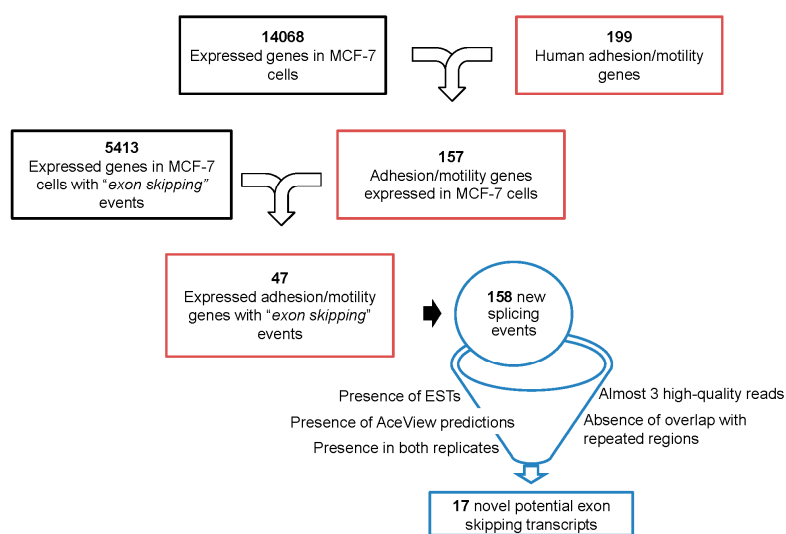 14068
Expressed genes in MCF-7
cells
199
Human adhesion/motility
genes
5413
Expressed genes in MCF-7
cells with “exon skipping”
events
157
Adhesion/motility genes
expressed in MCF-7 cells
47
Expressed adhesion/motility
genes with “exon skipping”
events
158 new
splicing
events
Presence of ESTs
Presence of AceView predictions
Presence in both replicates
Almost 3 high-quality reads
Absence of overlap with
repeated regions
17 novel potential exon
skipping transcripts